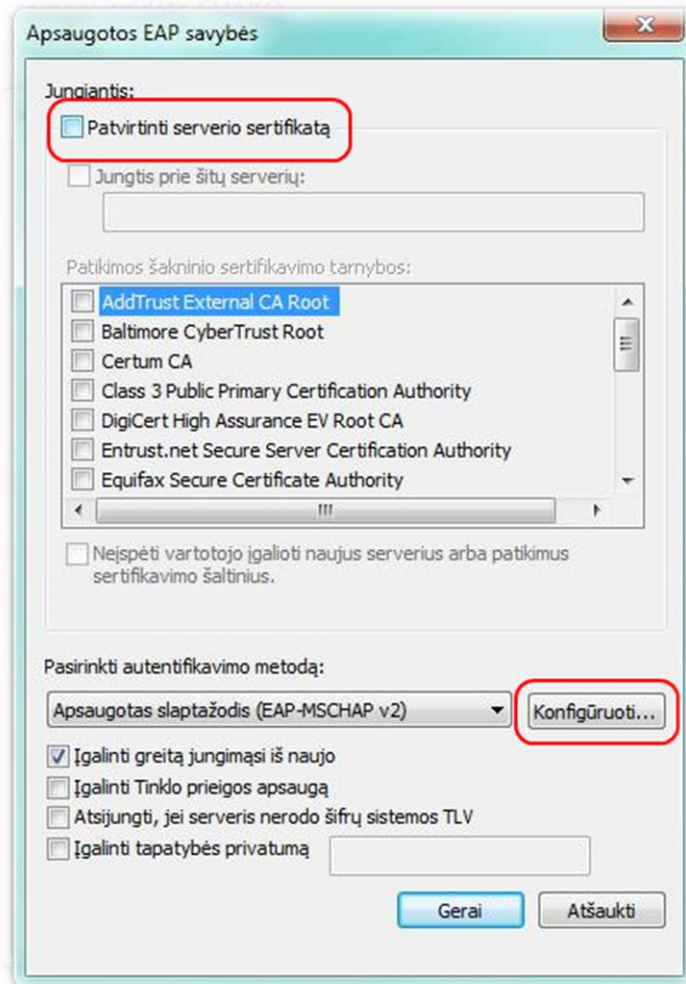 Apsaugotos EAP savybės
Jungiantis:
Patvirtinti serverio sertifikatą
Jungtis prie šitų serverių:
Patikimos šakninio sertifikavimo tarnybos:
AddTrust External CA Root
Baltimore CyberTrust Root
Certum CA
Class 3 Public Primary Certification Authority
DigiCert High Assurance EV Root CA
Entrust.net Secure Server Certification Authority
Equifax Secure Certificate Authority
Neįspėti vartotojo įgalioti naujus serverius arba patikimus
sertifikavimo šaltinius.
Pasirinkti autentifikavimo metodą:
Apsaugotas slaptažodis (EAP-MSCHAP v2)
Konfigūruoti...
Įgalinti greitą jungimąsi iš naujo
Įgalinti Tinklo prieigos apsaugą
Atsijungti, jei serveris nerodo šifrų sistemos TLV
Įgalinti tapatybės privatumą
Gerai
Atšaukti